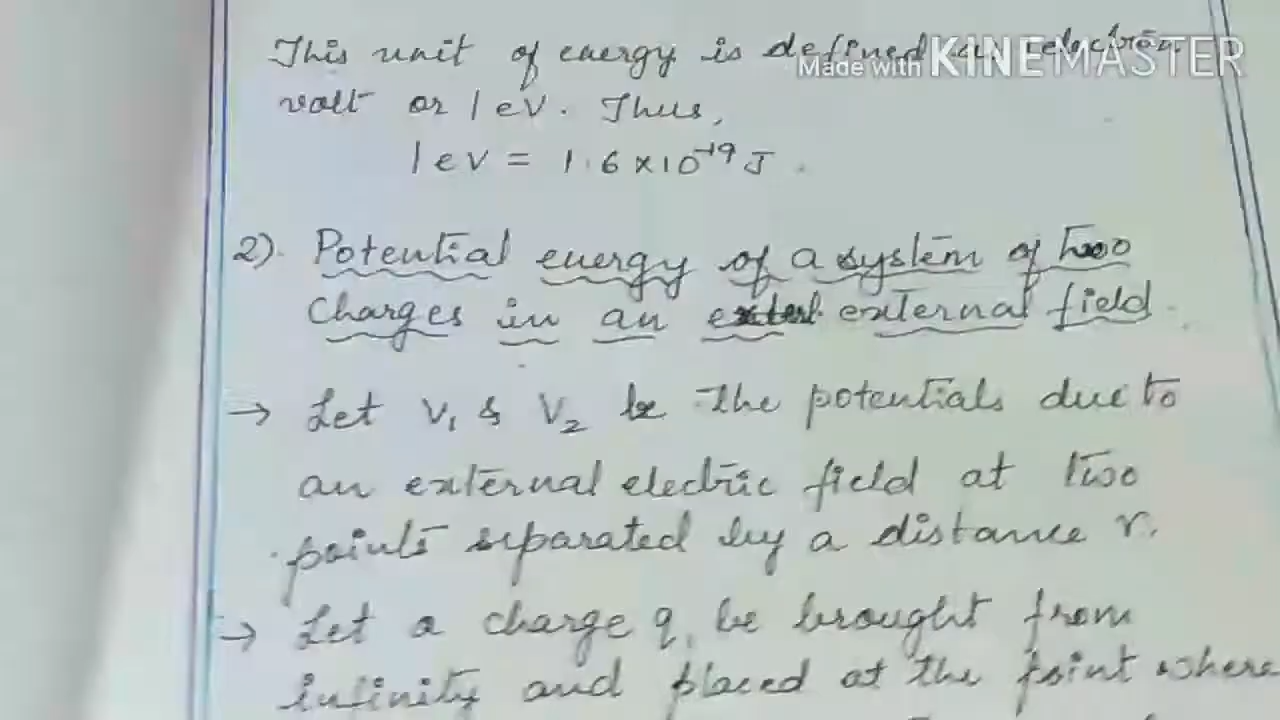 This unit of energy is defined as electron
Made with KINEMASTER
volt or 1 eV. Thus,
1 eV = 1.6 × 10⁻¹⁹ J.
2). Potential energy of a system of two
Charges in an external field.
→ Let V₁ & V₂ be the potentials due to
an external electric field at two
points separated by a distance r.
→ Let a charge q₁ be brought from
infinity and placed at the point where